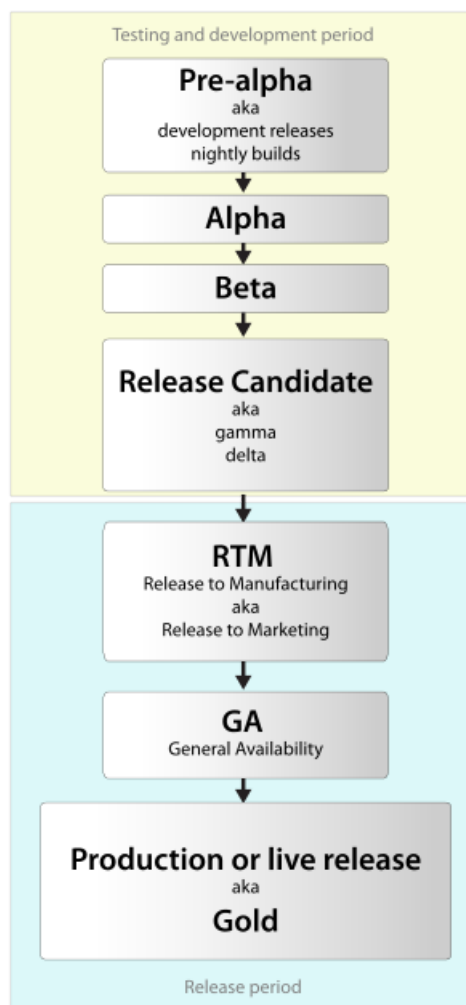 Testing and development period
Pre-alpha
aka
development releases
nightly builds
Alpha
Beta
Release Candidate
aka
gamma
delta
RTM
Release to Manufacturing
aka
Release to Marketing
GA
General Availability
Production or live release
aka
Gold
Release period